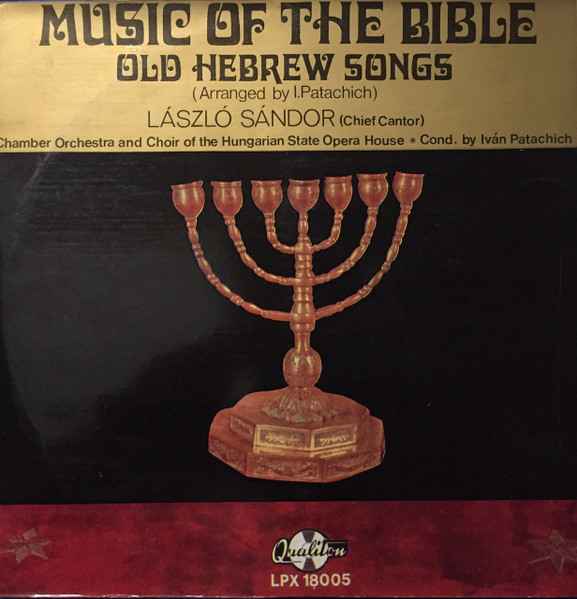 MUSIC OF THE BIBLE
OLD HEBREW SONGS
(Arranged by I.Patachich)
LÁSZLÓ SÁNDOR (Chief Cantor)
Chamber Orchestra and Choir of the Hungarian State Opera House * Cond. by Iván Patachich
Qualiton
LPX 18005